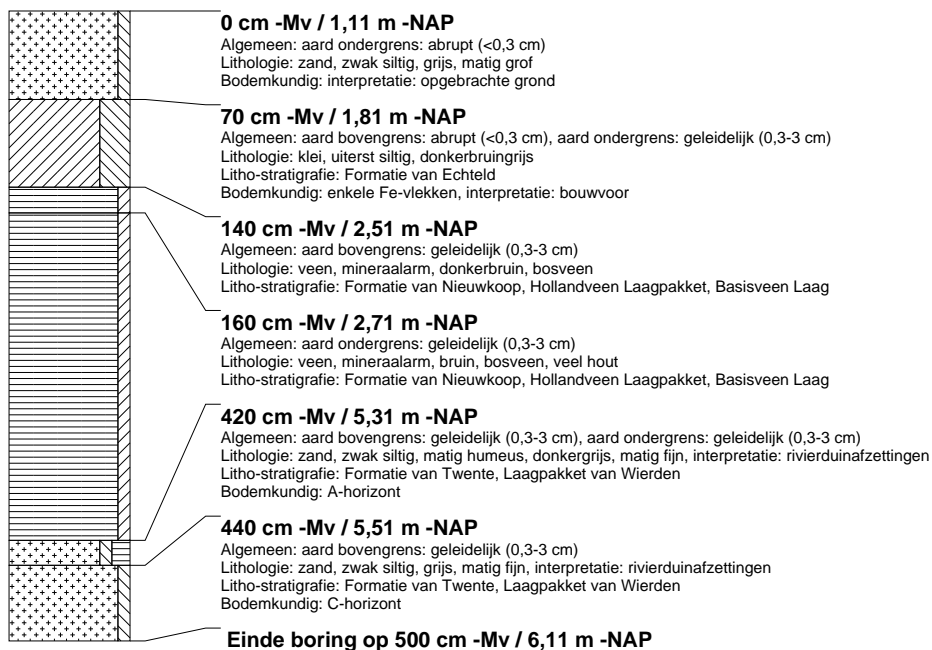 0 cm -Mv / 1,11 m -NAP
Algemeen: aard ondergrens: abrupt (<0,3 cm)
Lithologie: zand, zwak siltig, grijs, matig grof
Bodemkundig: interpretatie: opgebrachte grond
70 cm -Mv / 1,81 m -NAP
Algemeen: aard bovengrens: abrupt (<0,3 cm), aard ondergrens: geleidelijk (0,3-3 cm)
Lithologie: klei, uiterst siltig, donkerbruingrijs
Litho-stratigrafie: Formatie van Echteld
Bodemkundig: enkele Fe-vlekken, interpretatie: bouwvoor
140 cm -Mv / 2,51 m -NAP
Algemeen: aard bovengrens: geleidelijk (0,3-3 cm)
Lithologie: veen, mineraalarm, donkerbruin, bosveen
Litho-stratigrafie: Formatie van Nieuwkoop, Hollandveen Laagpakket, Basisveen Laag
160 cm -Mv / 2,71 m -NAP
Algemeen: aard ondergrens: geleidelijk (0,3-3 cm)
Lithologie: veen, mineraalarm, bruin, bosveen, veel hout
Litho-stratigrafie: Formatie van Nieuwkoop, Hollandveen Laagpakket, Basisveen Laag
420 cm -Mv / 5,31 m -NAP
Algemeen: aard bovengrens: geleidelijk (0,3-3 cm), aard ondergrens: geleidelijk (0,3-3 cm)
Lithologie: zand, zwak siltig, matig humeus, donkergrijs, matig fijn, interpretatie: rivierduinafzettingen
Litho-stratigrafie: Formatie van Twente, Laagpakket van Wierden
Bodemkundig: A-horizont
440 cm -Mv / 5,51 m -NAP
Algemeen: aard bovengrens: geleidelijk (0,3-3 cm)
Lithologie: zand, zwak siltig, grijs, matig fijn, interpretatie: rivierduinafzettingen
Litho-stratigrafie: Formatie van Twente, Laagpakket van Wierden
Bodemkundig: C-horizont
Einde boring op 500 cm -Mv / 6,11 m -NAP